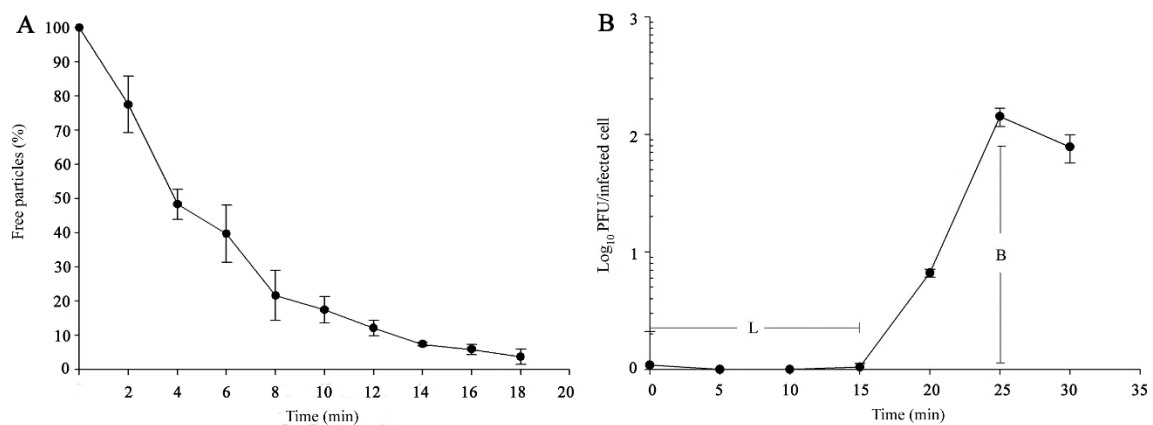 A
100
90
80
70
60
50
40
30
20
10
0
Free particles (%)
2 4 6 8 10 12 14 16 18 20
Time (min)
B
3
2
1
0
Log10 PFU/infected cell
L
B
0 5 10 15 20 25 30 35
Time (min)